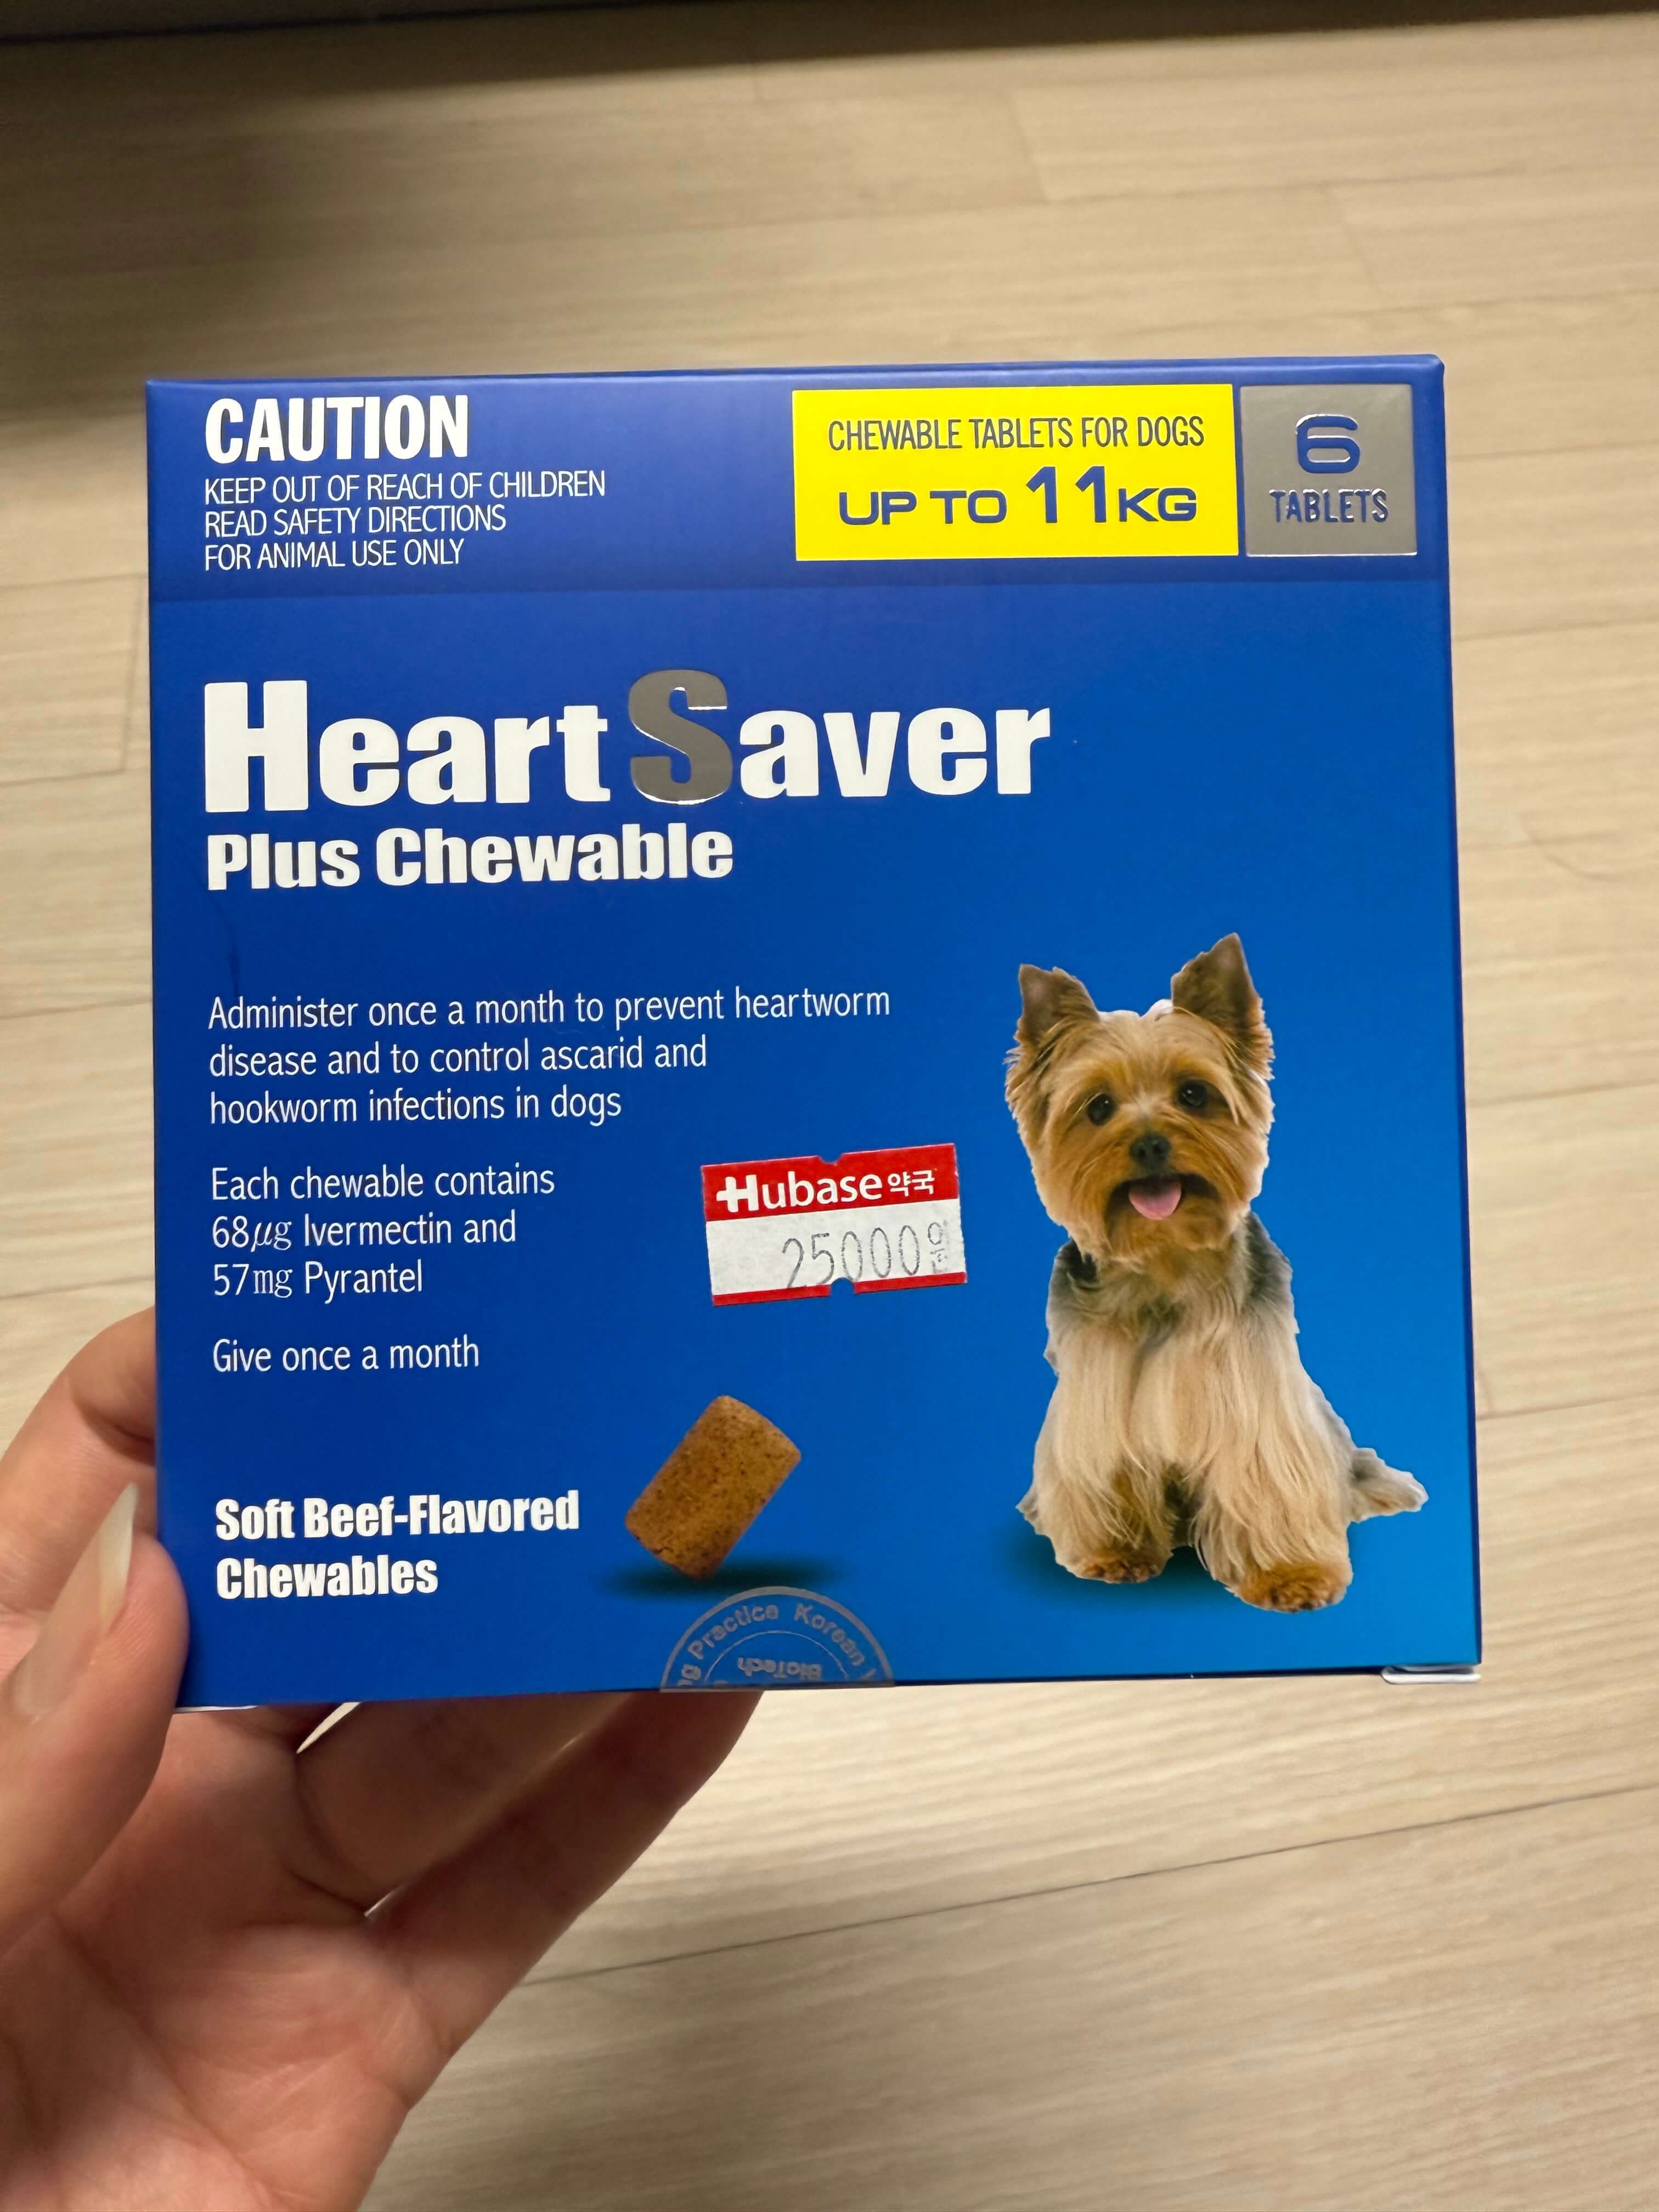 CAUTION
KEEP OUT OF REACH OF CHILDREN
READ SAFETY DIRECTIONS
FOR ANIMAL USE ONLY
CHEWABLE TABLETS FOR DOGS
UP TO 11KG
6
TABLETS
HeartSaver
Plus Chewable
Administer once a month to prevent heartworm
disease and to control ascarid and
hookworm infections in dogs
Each chewable contains
68㎍ Ivermectin and
57㎎ Pyrantel
Give once a month
Hubase약국
25000원
Soft Beef-Flavored
Chewables
Practice Korean
BioTech